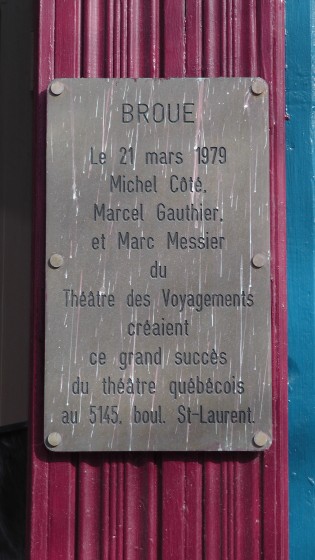 BROUE
Le 21 mars 1979
Michel Côté,
Marcel Gauthier,
et Marc Messier
du
Théâtre des Voyagements
créaient
ce grand succès
du théâtre québécois
au 5145, boul. St-Laurent.